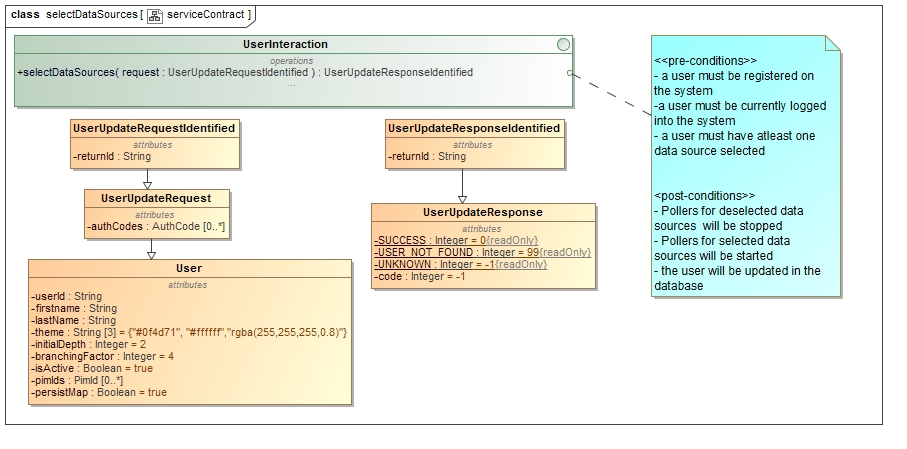 class selectDataSources [ serviceContract ]
UserInteraction
operations
+selectDataSources( request : UserUpdateRequestIdentified ) : UserUpdateResponseIdentified
...
UserUpdateRequestIdentified
attributes
-returnId : String
UserUpdateRequest
attributes
-authCodes : AuthCode [0..*]
User
attributes
-userId : String
-firstname : String
-lastName : String
-theme : String [3] = {"#0f4d71", "#ffffff","rgba(255,255,255,0.8)"}
-initialDepth : Integer = 2
-branchingFactor : Integer = 4
-isActive : Boolean = true
-pimIds : PimId [0..*]
-persistMap : Boolean = true
UserUpdateResponseIdentified
attributes
-returnId : String
UserUpdateResponse
attributes
-SUCCESS : Integer = 0{readOnly}
-USER_NOT_FOUND : Integer = 99{readOnly}
-UNKNOWN : Integer = -1{readOnly}
-code : Integer = -1
<<pre-conditions>>
- a user must be registered on
the system
-a user must be currently logged
into the system
- a user must have atleast one
data source selected
<<post-conditions>>
- Pollers for deselected data
sources will be stopped
- Pollers for selected data
sources will be started
- the user will be updated in the
database